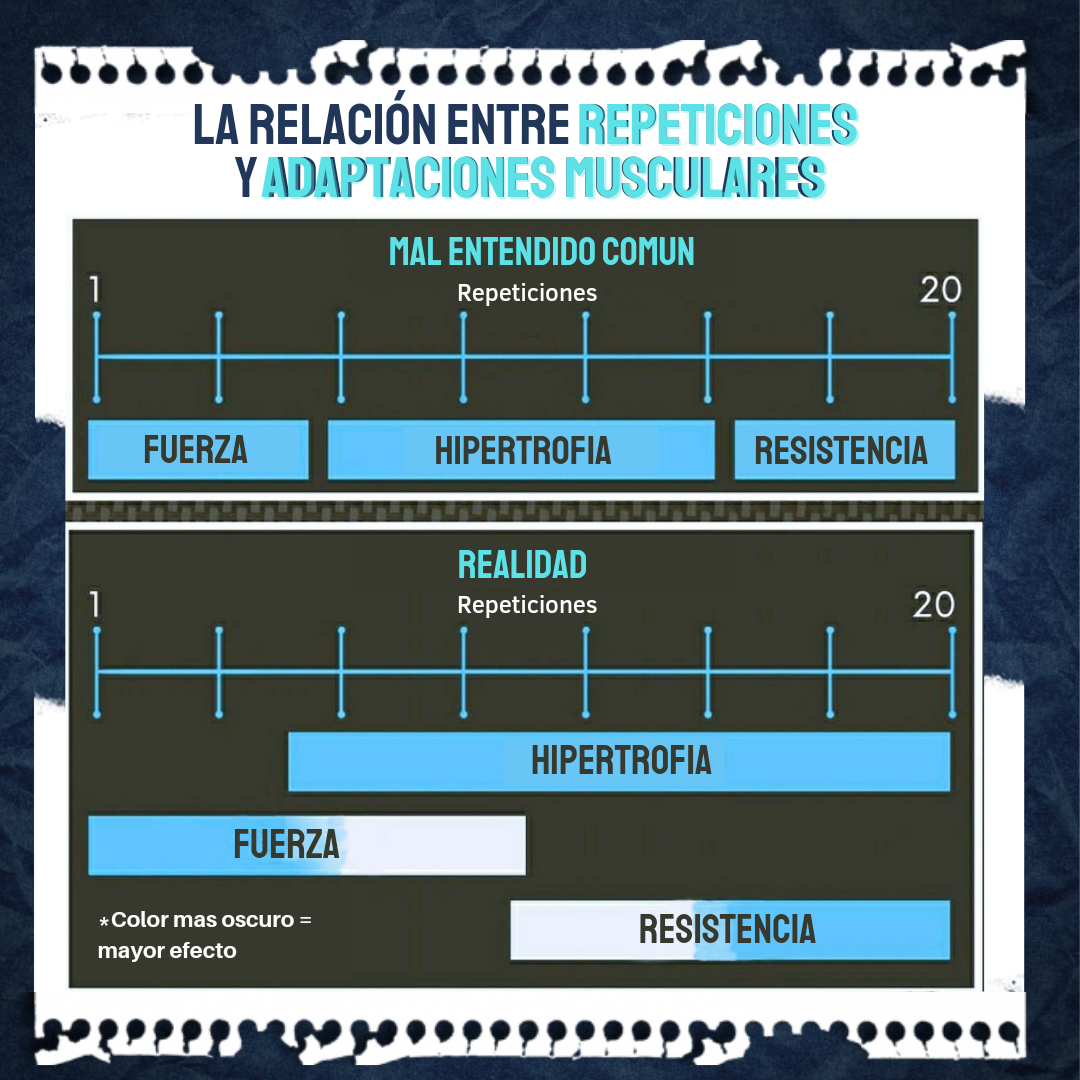 LA RELACIÓN ENTRE REPETICIONES
Y ADAPTACIONES MUSCULARES
MAL ENTENDIDO COMUN
1 Repeticiones 20
FUERZA HIPERTROFIA RESISTENCIA
REALIDAD
1 Repeticiones 20
HIPERTROFIA
FUERZA
RESISTENCIA
*Color mas oscuro =
mayor efecto